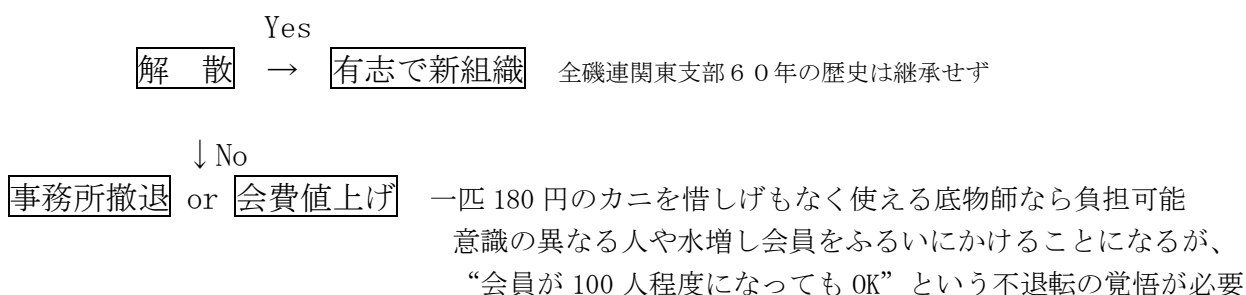 Yes
解　散 → 有志で新組織 全磯連関東支部６０年の歴史は継承せず
↓No
事務所撤退 or 会費値上げ 一匹 180 円のカニを惜しげもなく使える底物師なら負担可能
意識の異なる人や水増し会員をふるいにかけることになるが、
“会員が 100 人程度になっても OK”という不退転の覚悟が必要